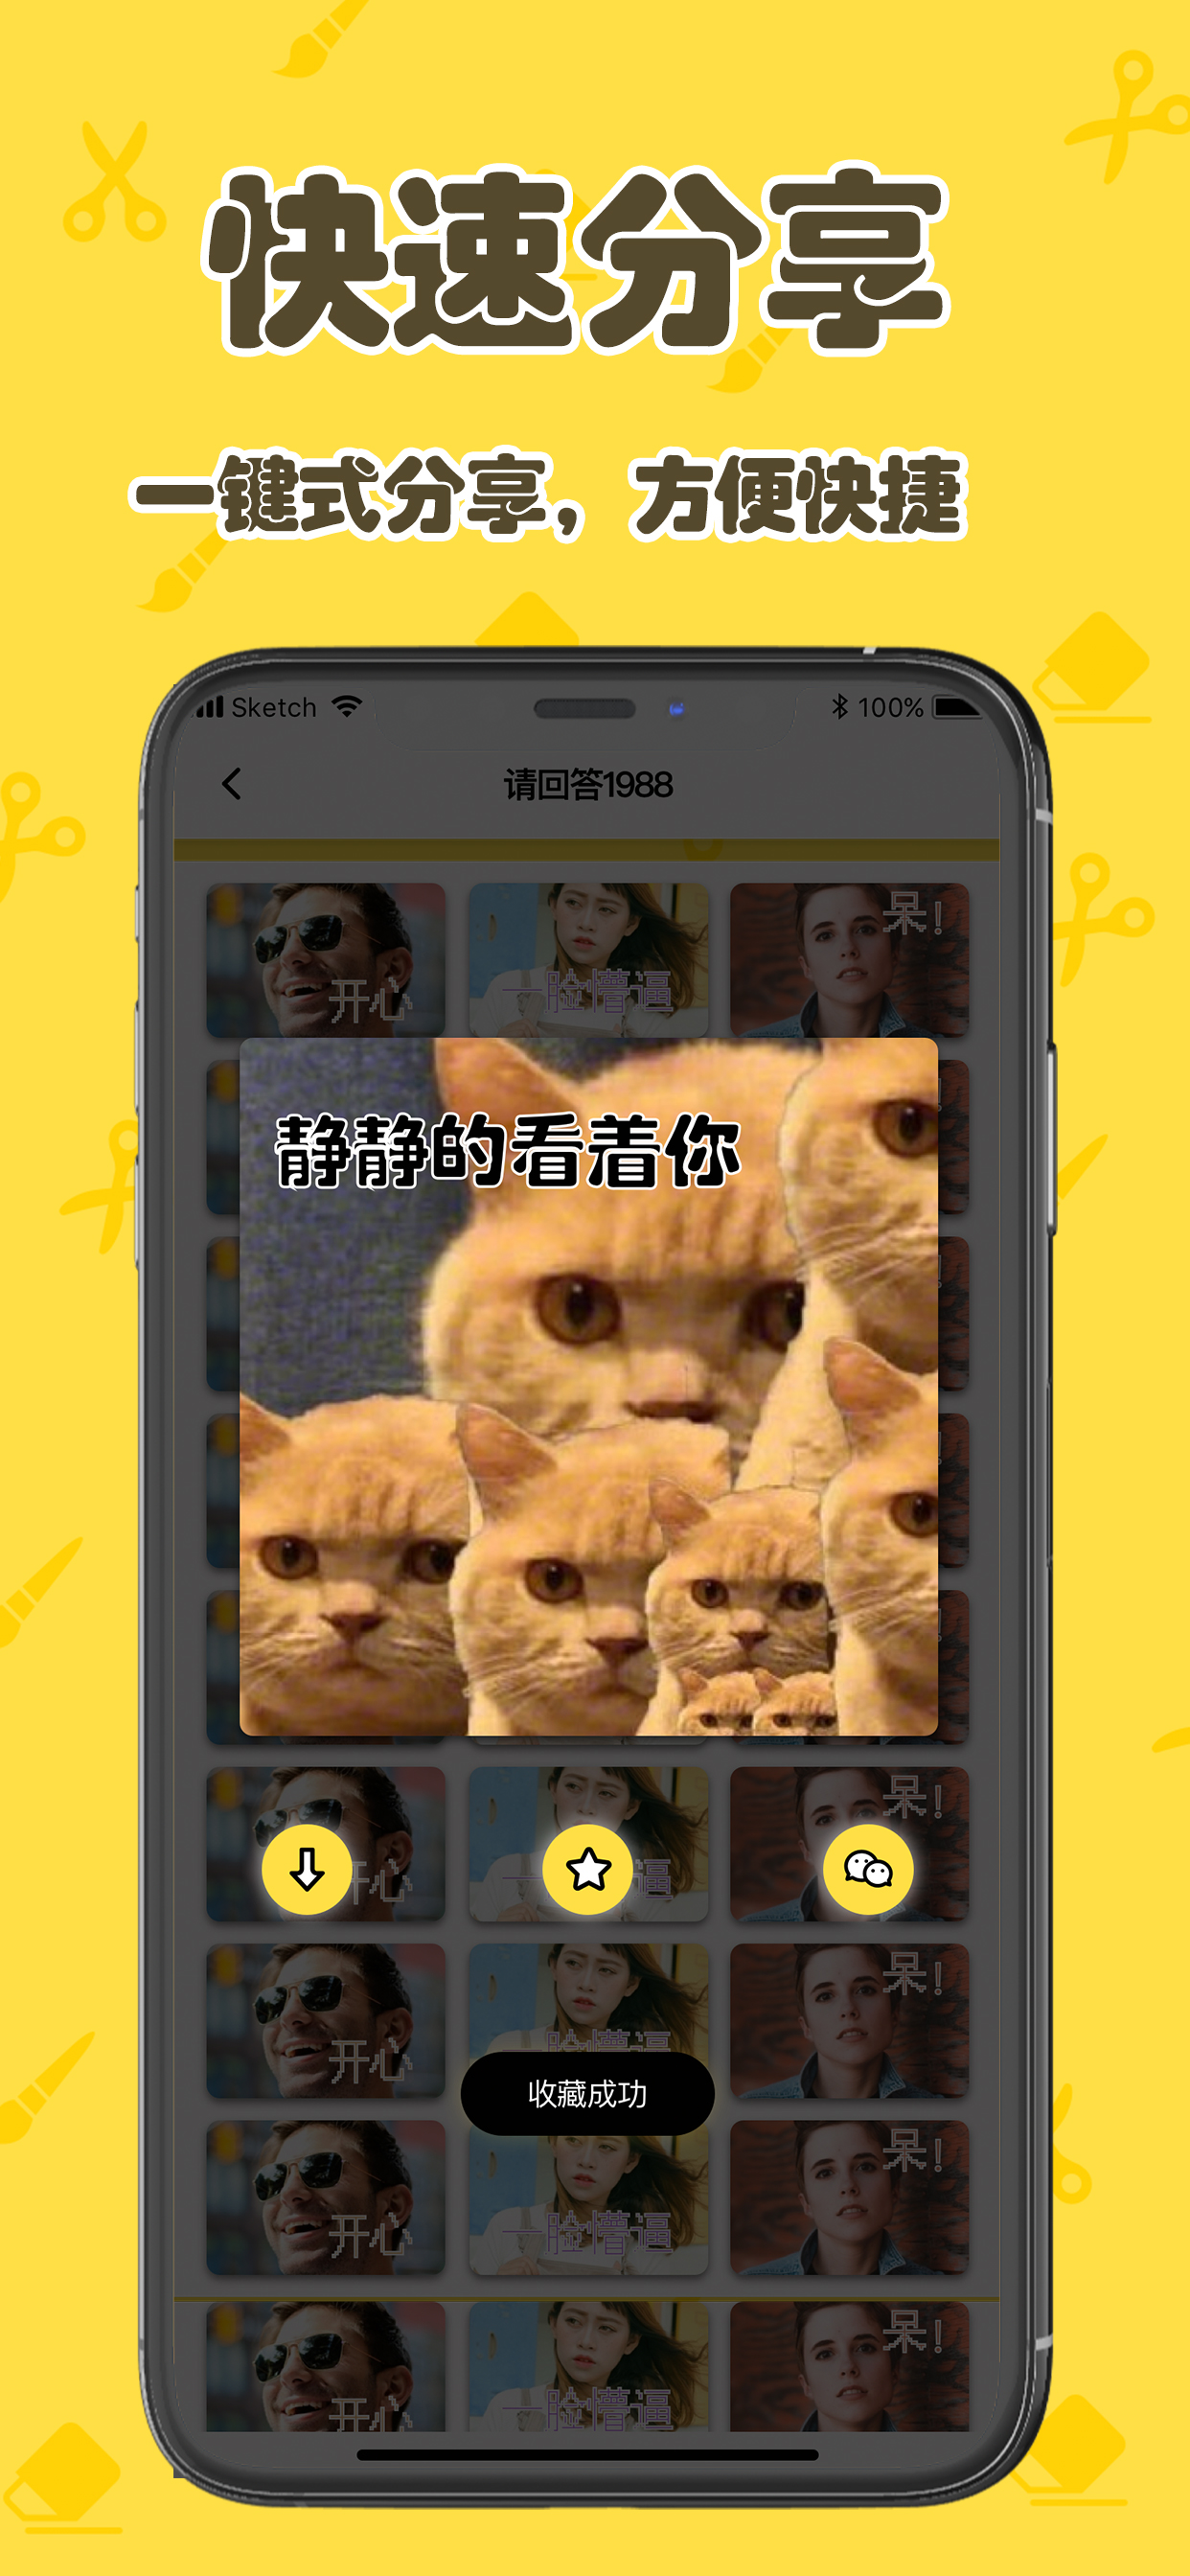 快速分享
一键式分享，方便快捷
Sketch 100%
请回答1988
开心 一脸懵逼 呆!
静静的看着你
开心 一脸懵逼 呆!
开心 一脸懵逼 呆!
收藏成功
开心 一脸懵逼 呆!
开心 一脸懵逼 呆!